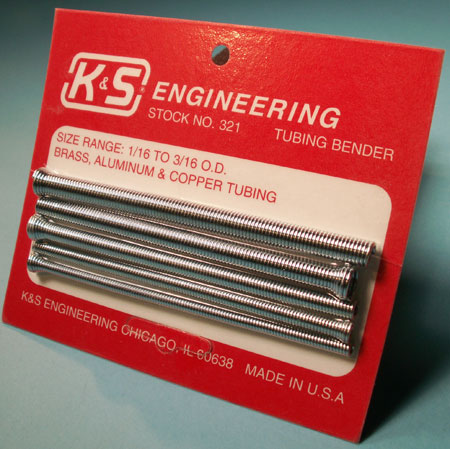 K&S® ENGINEERING
STOCK NO. 321 TUBING BENDER
SIZE RANGE: 1/16 TO 3/16 O.D.
BRASS, ALUMINUM & COPPER TUBING
K&S ENGINEERING CHICAGO, IL 60638 MADE IN U.S.A